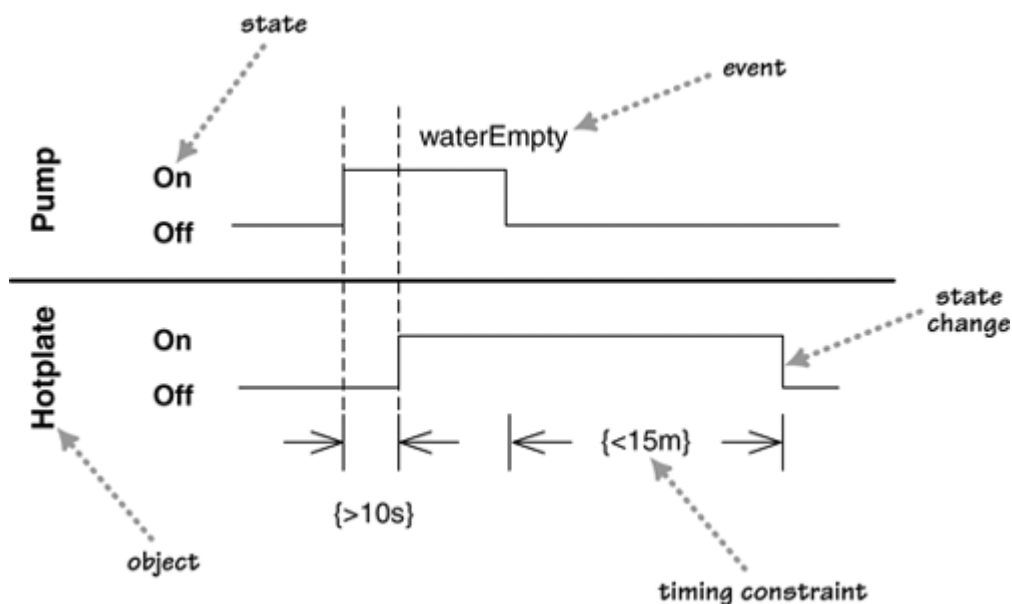 state
event
waterEmpty
Pump
On
Off
Hotplate
On
Off
state
change
{<15m}
{>10s}
object
timing constraint